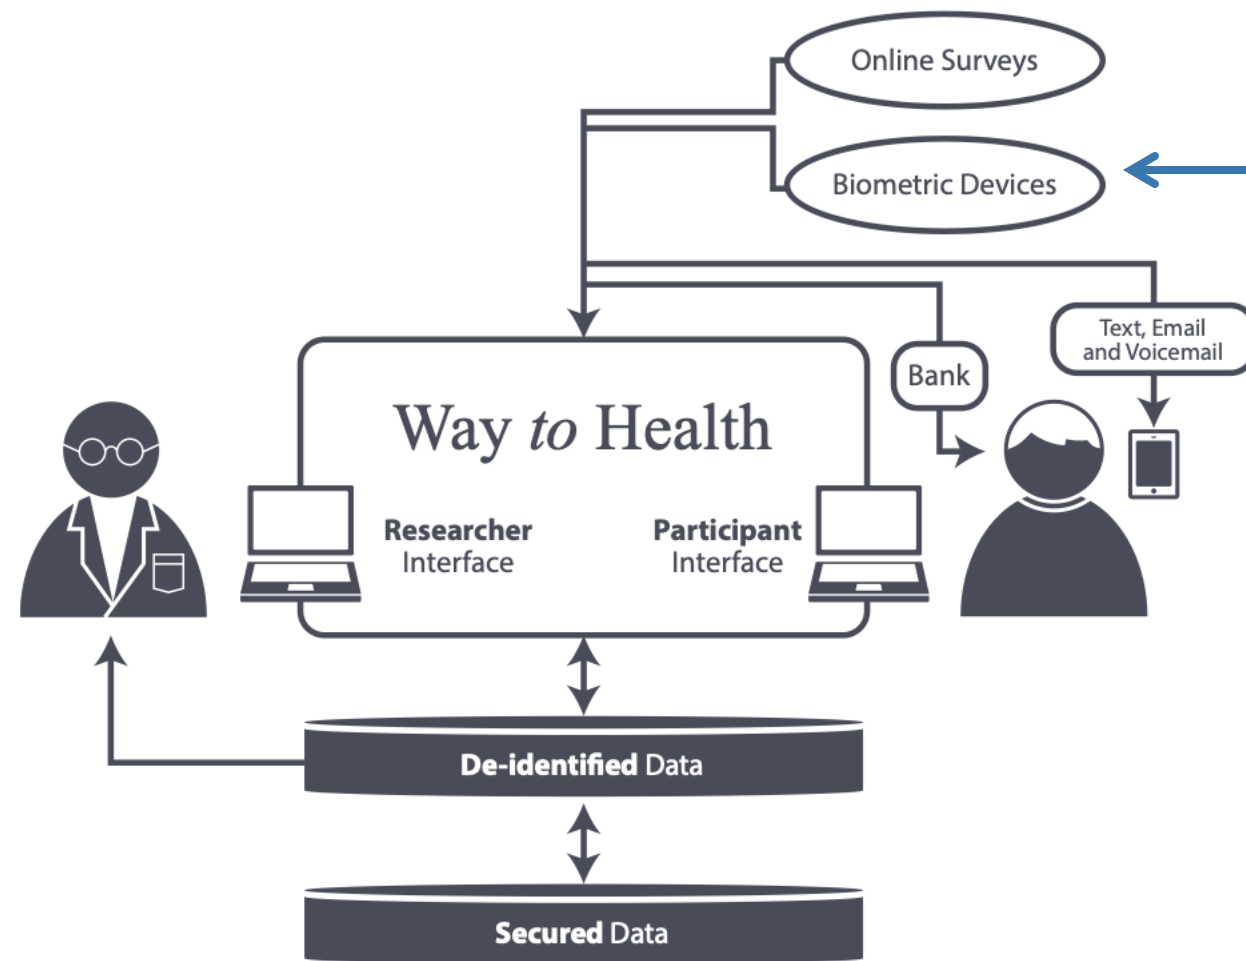 Online Surveys
Biometric Devices
Text, Email
and Voicemail
Bank
Way to Health
Researcher
Interface
Participant
Interface
De-identified Data
Secured Data